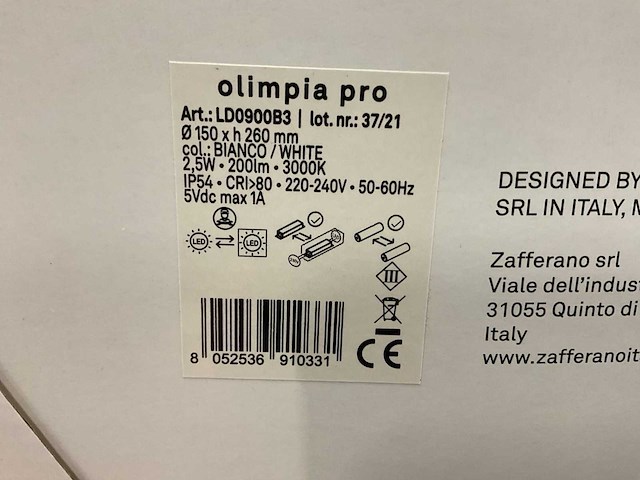 olimpia pro
Art.: LD0900B3 | lot. nr.: 37/21
Ø 150 x h 260 mm
col.: BIANCO / WHITE
2,5W • 200lm • 3000K
IP54 • CRI>80 • 220-240V • 50-60Hz
5Vdc max 1A
LED
LED
III
8 052536 910331
CE
DESIGNED BY
SRL IN ITALY, M
Zafferano srl
Viale dell'indust
31055 Quinto di
Italy
www.zafferanoit